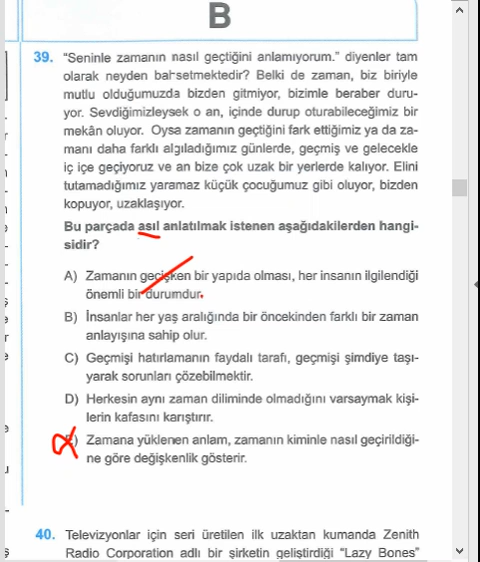 B
39. “Seninle zamanın nasıl geçtiğini anlamıyorum.” diyenler tam
olarak neyden bahsetmektedir? Belki de zaman, biz biriyle
mutlu olduğumuzda bizden gitmiyor, bizimle beraber duru-
yor. Sevdiğimizleysek o an, içinde durup oturabileceğimiz bir
mekân oluyor. Oysa zamanın geçtiğini fark ettiğimiz ya da za-
manı daha farklı algıladığımız günlerde, geçmiş ve gelecekle
iç içe geçiyoruz ve an bize çok uzak bir yerlerde kalıyor. Elini
tutamadığımız yaramaz küçük çocuğumuz gibi oluyor, bizden
kopuyor, uzaklaşıyor.
Bu parçada asıl anlatılmak istenen aşağıdakilerden hangi-
sidir?
A) Zamanın geçişken bir yapıda olması, her insanın ilgilendiği
önemli bir durumdur.
B) İnsanlar her yaş aralığında bir öncekinden farklı bir zaman
anlayışına sahip olur.
C) Geçmişi hatırlamanın faydalı tarafı, geçmişi şimdiye taşı-
yarak sorunları çözebilmektir.
D) Herkesin aynı zaman diliminde olmadığını varsaymak kişi-
lerin kafasını karıştırır.
E) Zamana yüklenen anlam, zamanın kiminle nasıl geçirildiği-
ne göre değişkenlik gösterir.
40. Televizyonlar için seri üretilen ilk uzaktan kumanda Zenith
Radio Corporation adlı bir şirketin geliştirdiği “Lazy Bones”